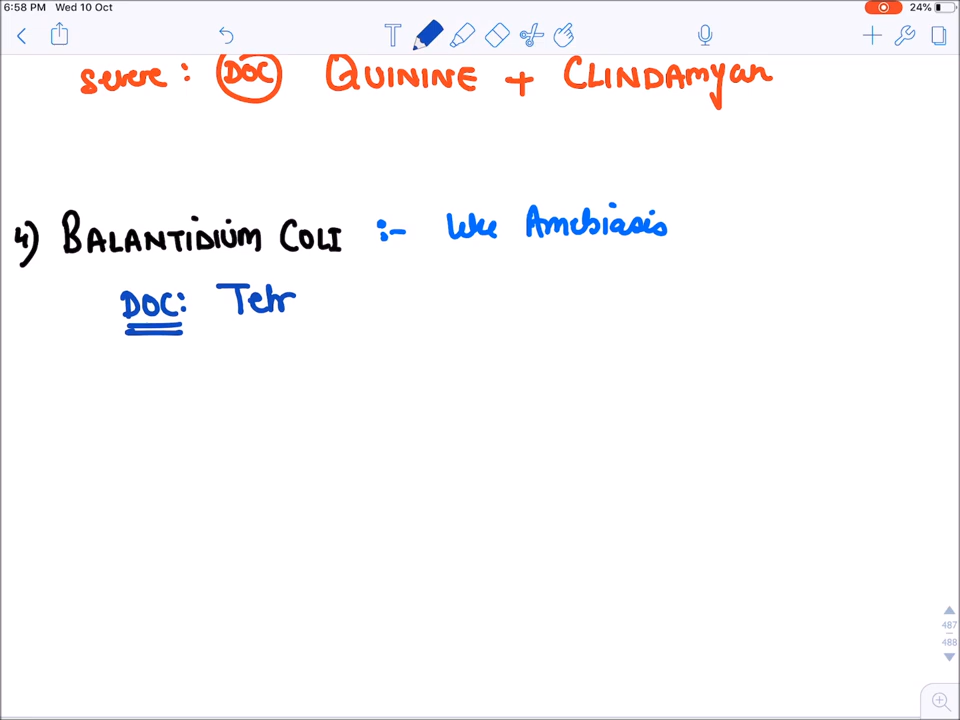 6:58 PM Wed 10 Oct 24%
T
severe : DOC QUININE + CLINDAmycin
4) BALANTIDIUM COLI :- like Amebiasis
DOC: Tetr
487
488